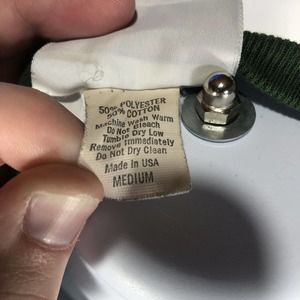 50% POLYESTER
50% COTTON
Machine Wash Warm
Do Not Bleach
Tumble Dry Low
Remove Immediately
Do Not Dry Clean
Made In USA
MEDIUM